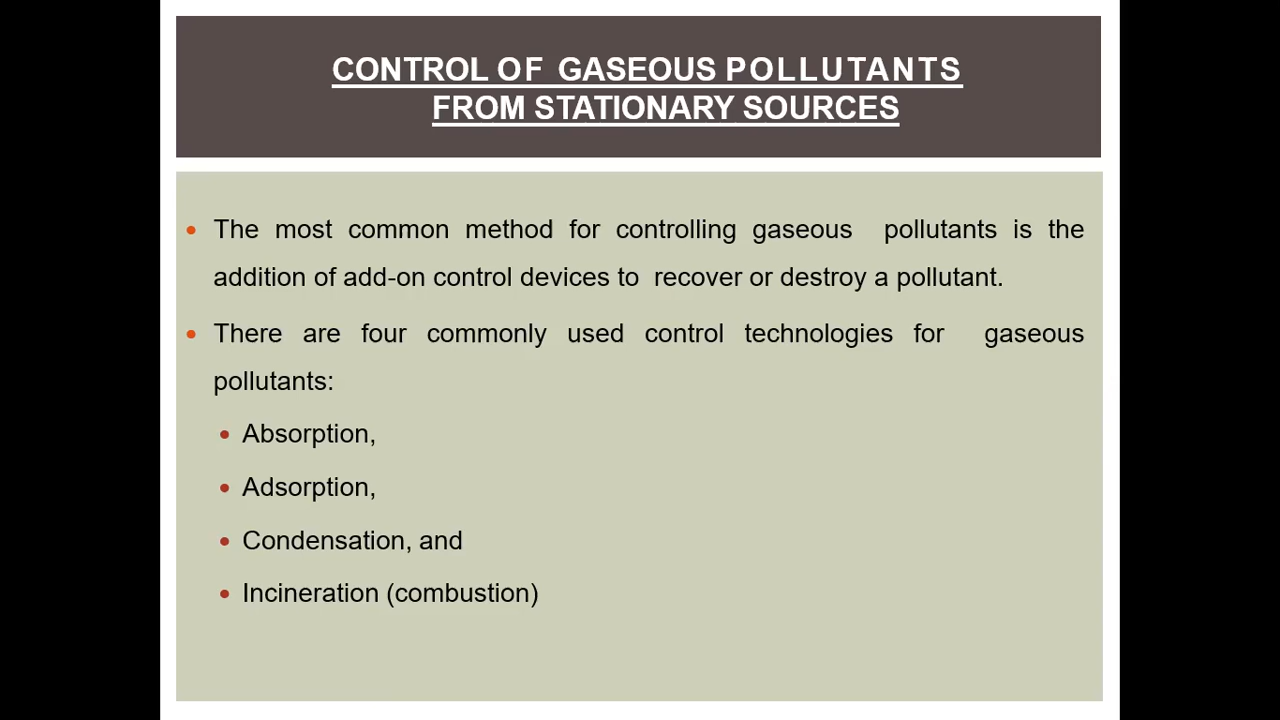 CONTROL OF GASEOUS POLLUTANTS
FROM STATIONARY SOURCES
• The most common method for controlling gaseous pollutants is the
addition of add-on control devices to recover or destroy a pollutant.
• There are four commonly used control technologies for gaseous
pollutants:
• Absorption,
• Adsorption,
• Condensation, and
• Incineration (combustion)